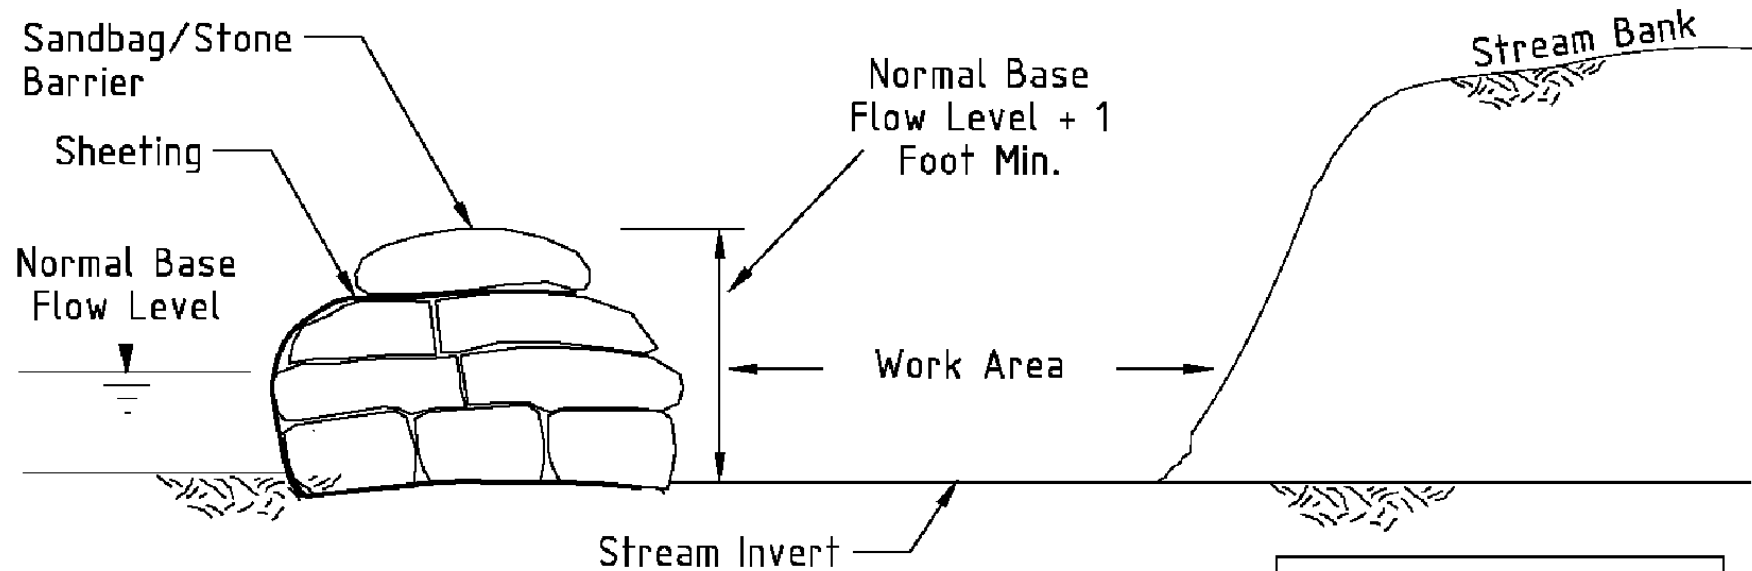 Sandbag/Stone
Barrier
Sheeting
Normal Base
Flow Level
Normal Base
Flow Level + 1
Foot Min.
Stream Bank
Work Area
Stream Invert